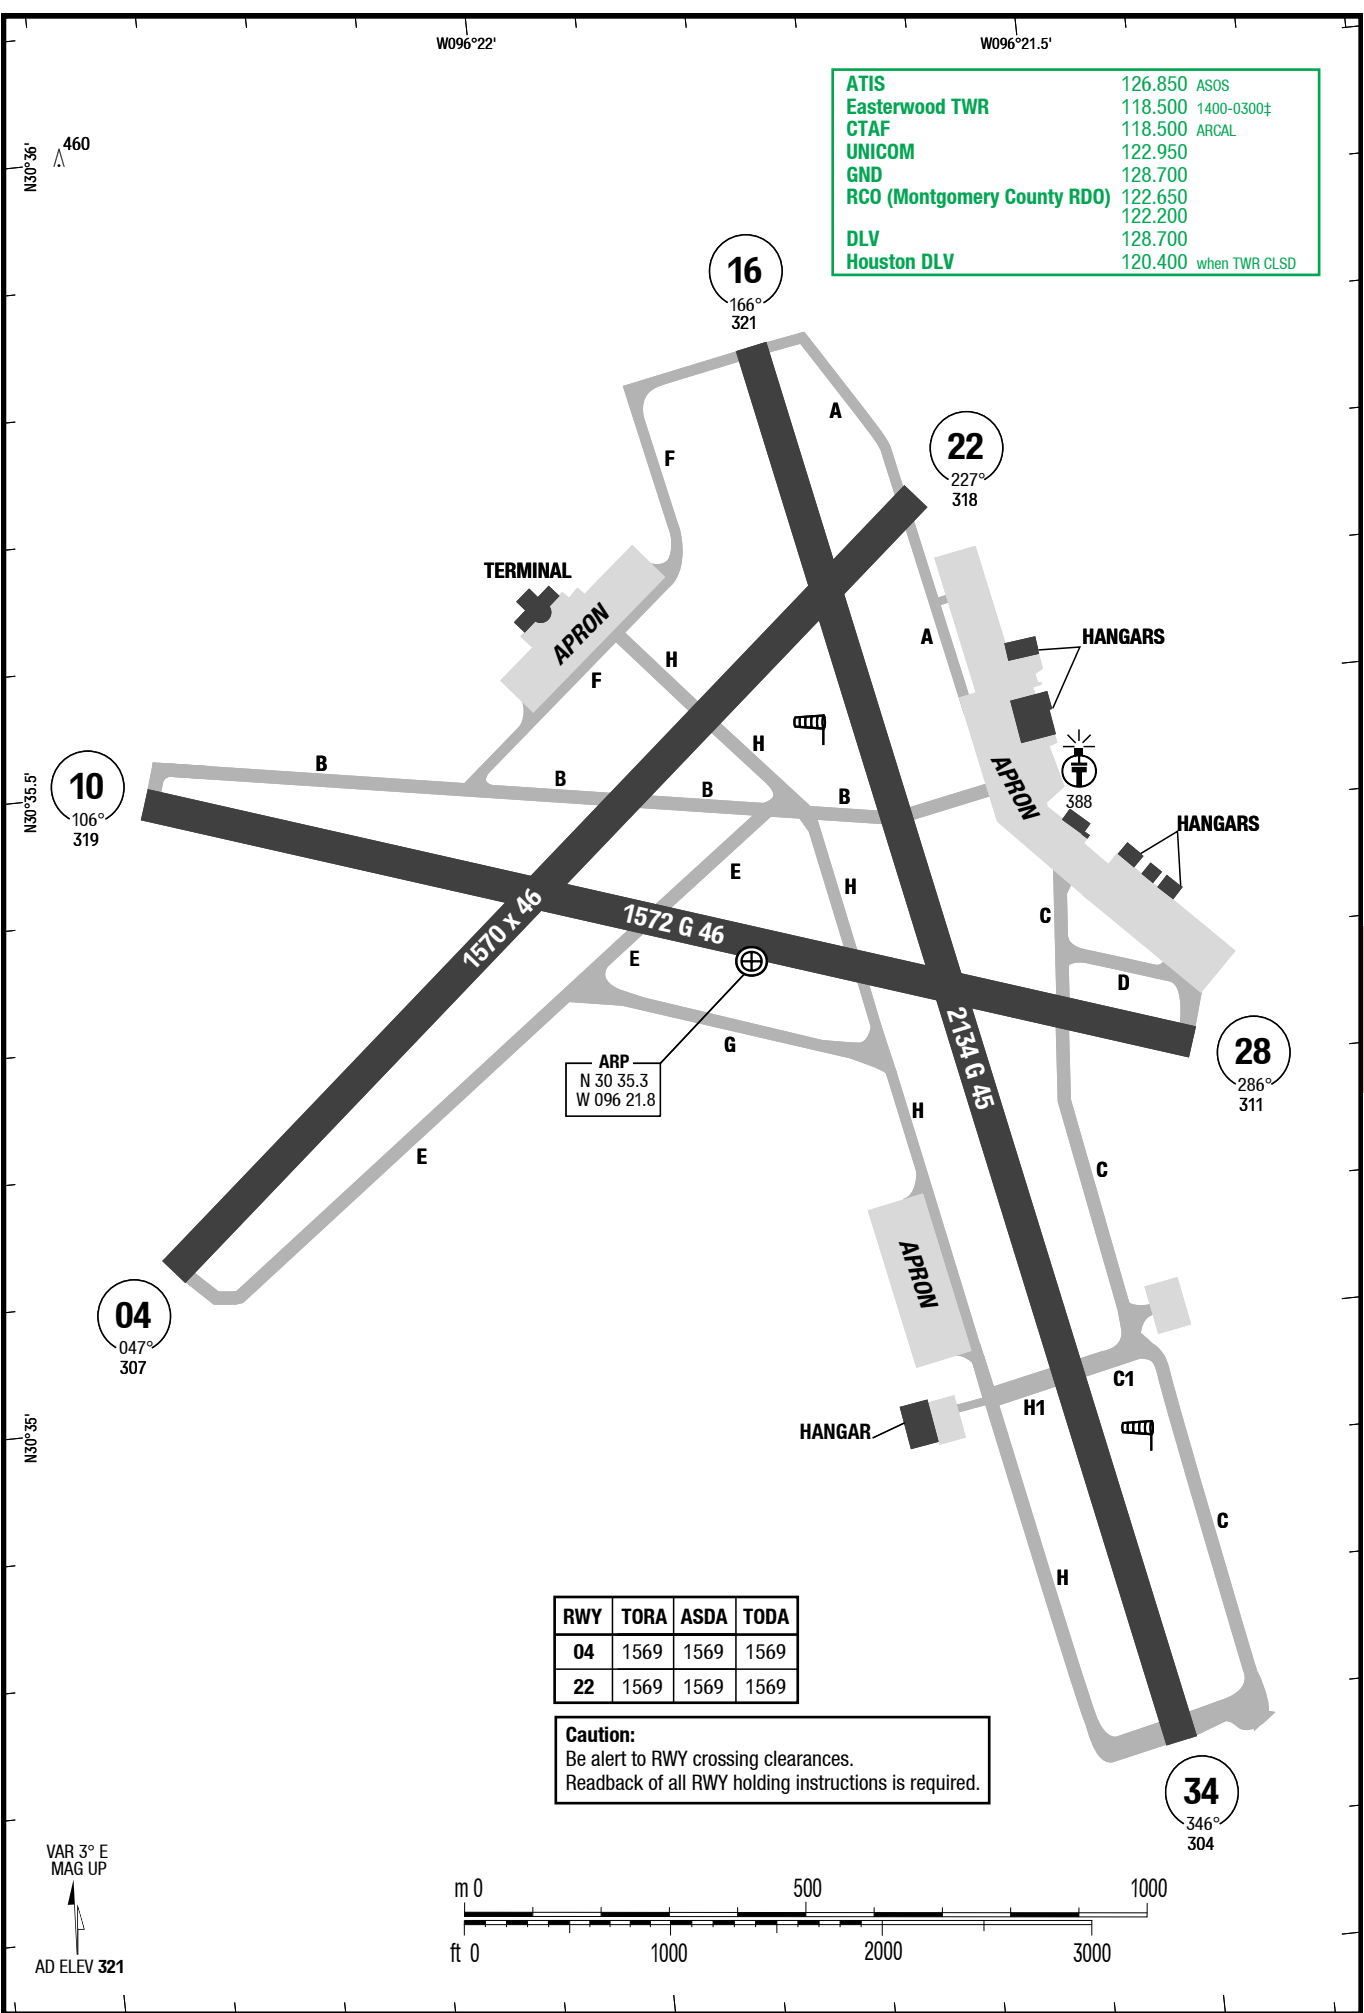 W096°22'
W096°21.5'
ATIS 126.850 ASOS
Easterwood TWR 118.500 1400-0300‡
CTAF 118.500 ARCAL
UNICOM 122.950
GND 128.700
RCO (Montgomery County RDO) 122.650
122.200
DLV 128.700
Houston DLV 120.400 when TWR CLSD
N30°36'
460
16
166°
321
A
22
227°
318
F
TERMINAL
APRON
H
A
HANGARS
F
H
B
B
B
B
10
106°
319
N30°35.5'
APRON
388
HANGARS
E
H
1570 x 46
1572 G 46
C
E
D
2134 G 45
G
28
286°
311
ARP
N 30 35.3
W 096 21.8
H
E
C
APRON
04
047°
307
C1
H1
HANGAR
N30°35'
C
H
RWY TORA ASDA TODA
04 1569 1569 1569
22 1569 1569 1569
Caution:
Be alert to RWY crossing clearances.
Readback of all RWY holding instructions is required.
34
346°
304
VAR 3° E
MAG UP
AD ELEV 321
m 0 500 1000
ft 0 1000 2000 3000